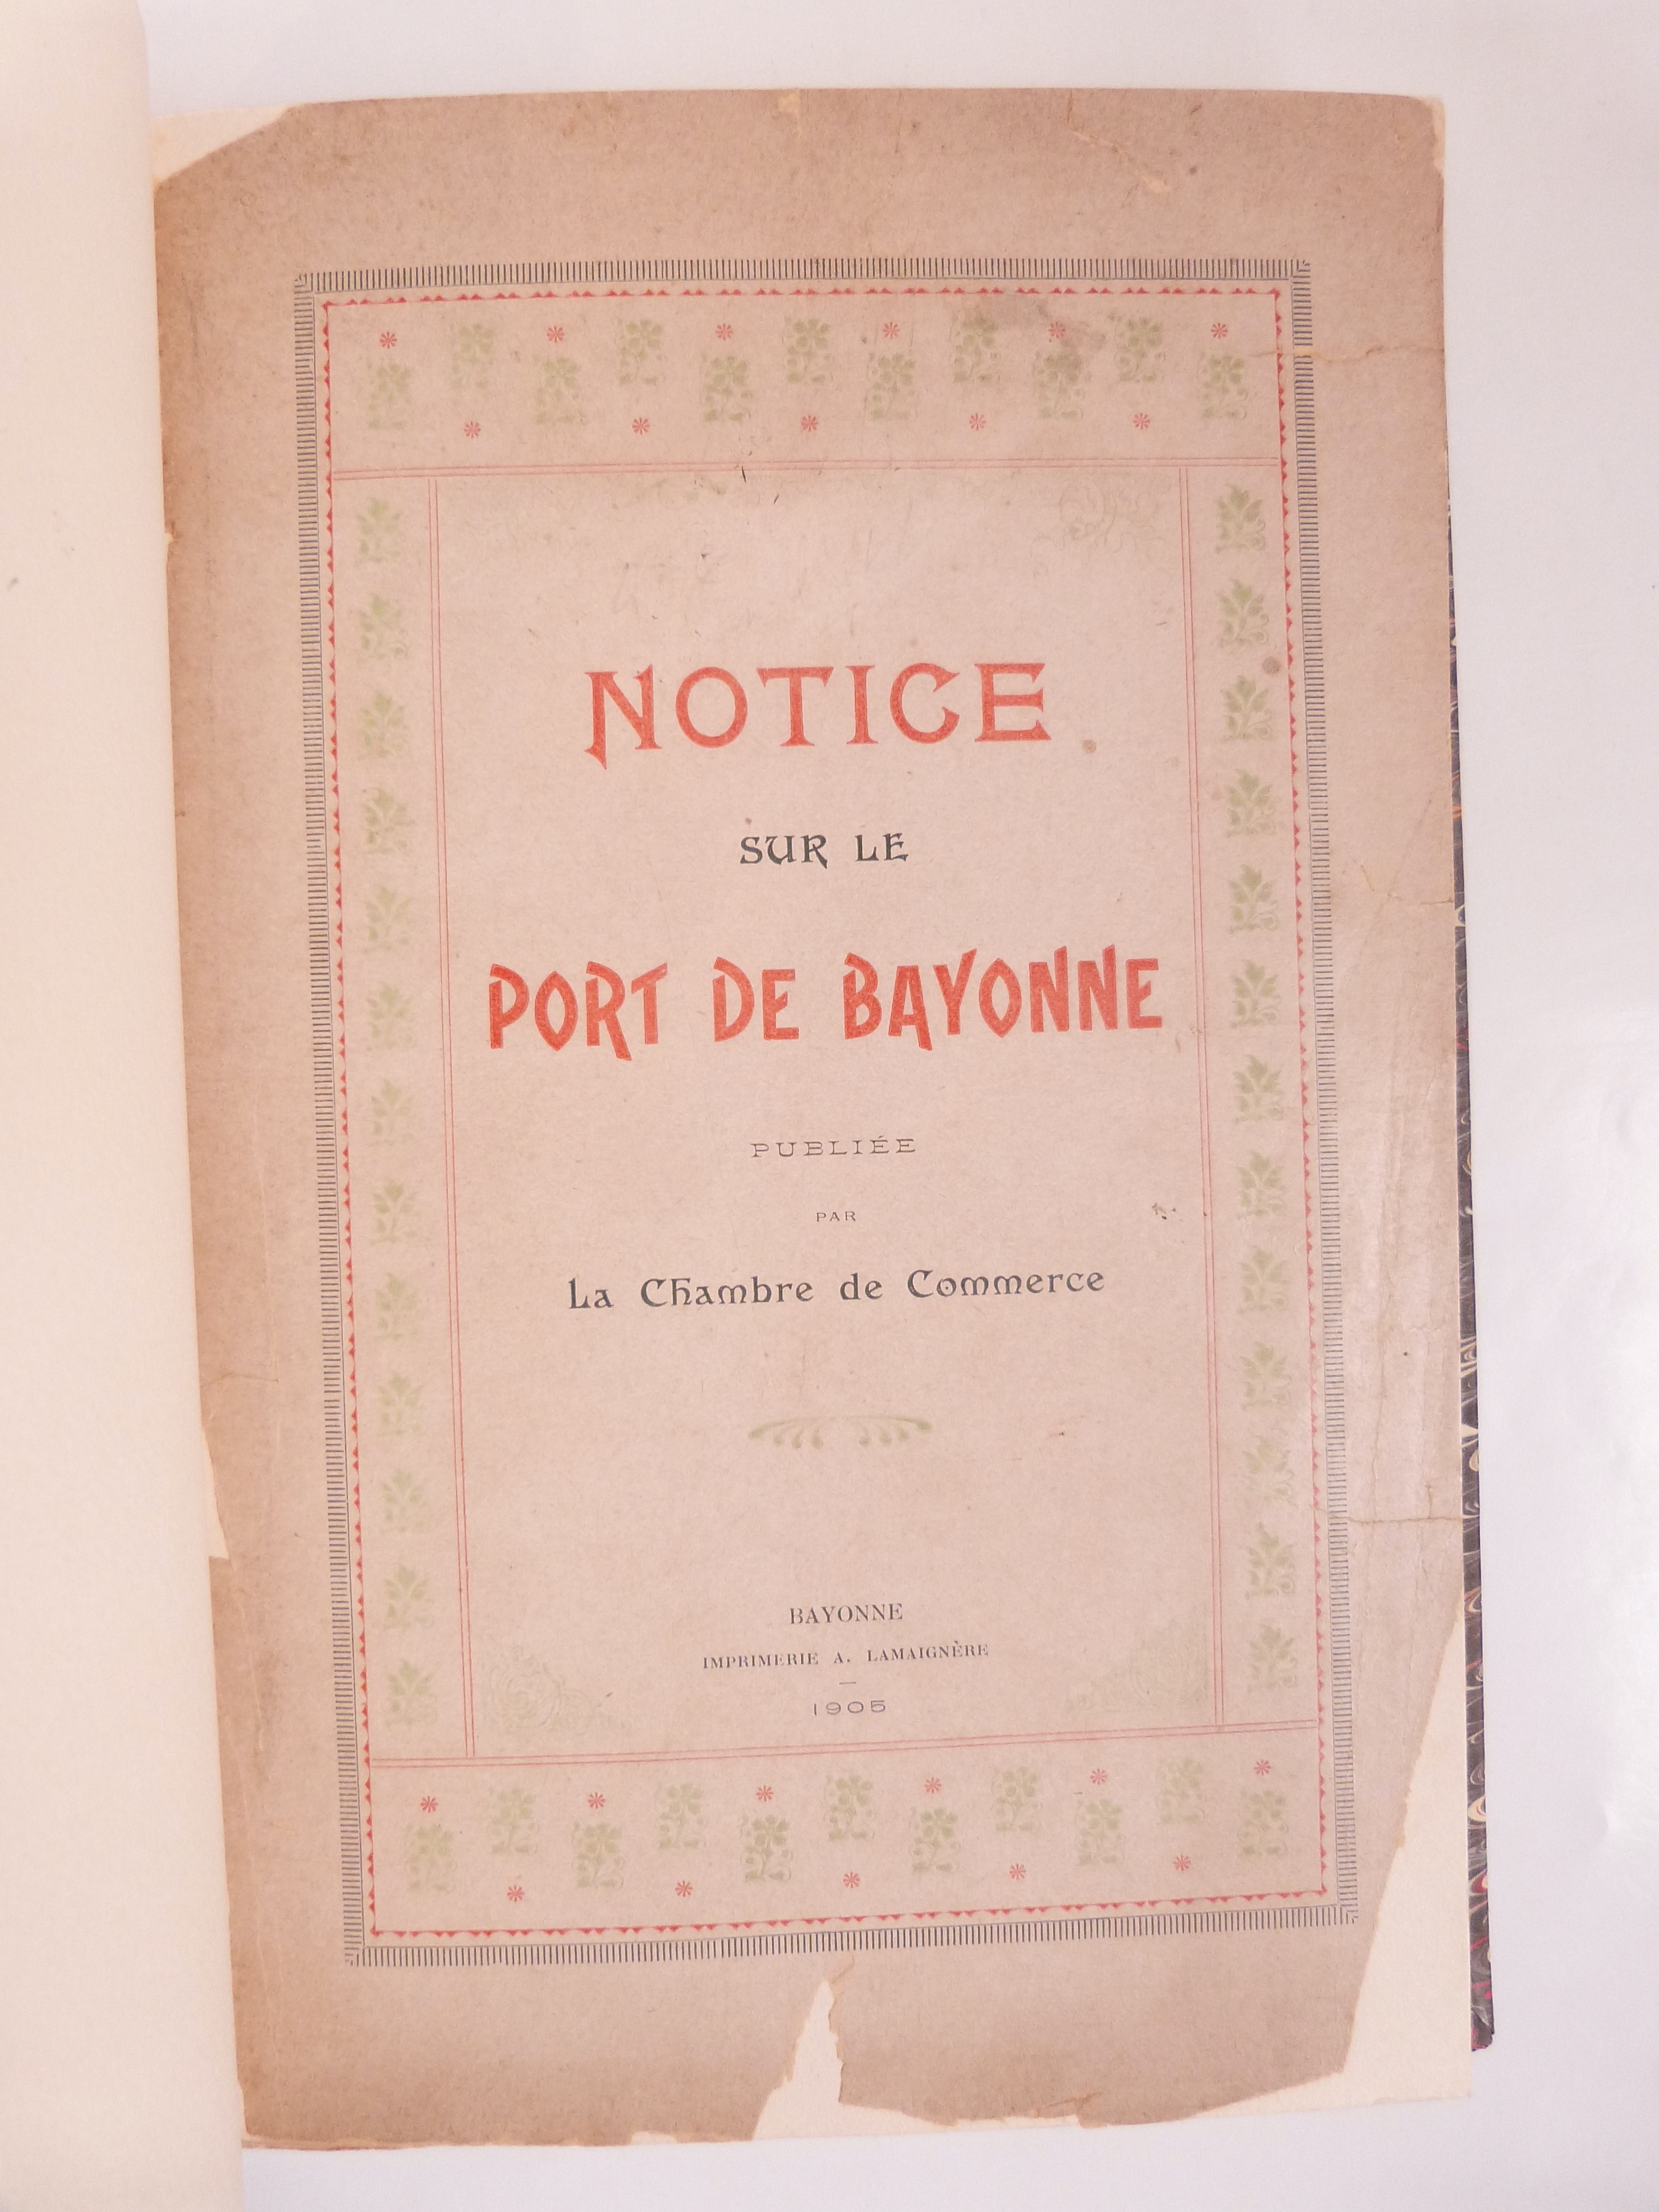 NOTICE
SUR LE
PORT DE BAYONNE
PUBLIÉE
PAR
La Chambre de Commerce
BAYONNE
IMPRIMERIE A. LAMAIGNÈRE
1905